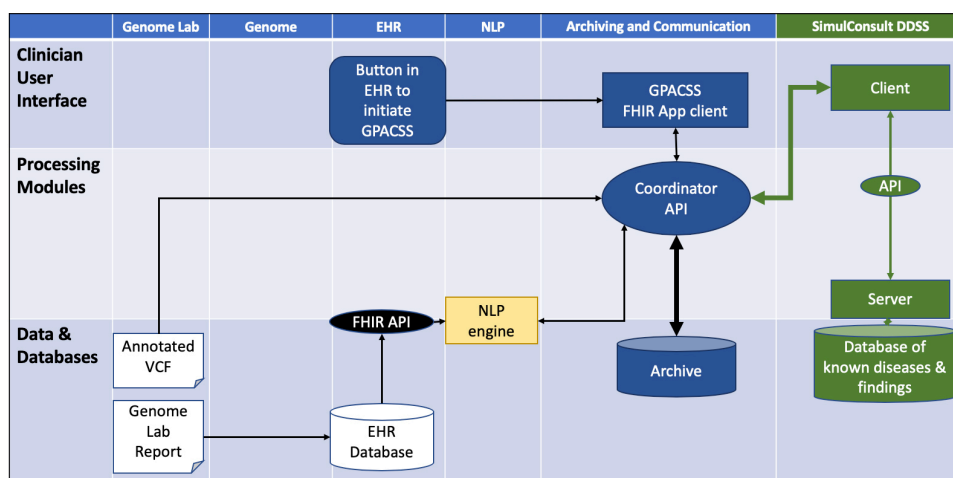 Genome Lab
Genome
EHR
NLP
Archiving and Communication
SimulConsult DDSS
Clinician
User
Interface
Button in
EHR to
initiate
GPACSS
GPACSS
FHIR App client
Client
Processing
Modules
Coordinator
API
API
Server
Data &
Databases
Annotated
VCF
FHIR API
NLP
engine
Archive
Database of
known diseases &
findings
Genome
Lab
Report
EHR
Database